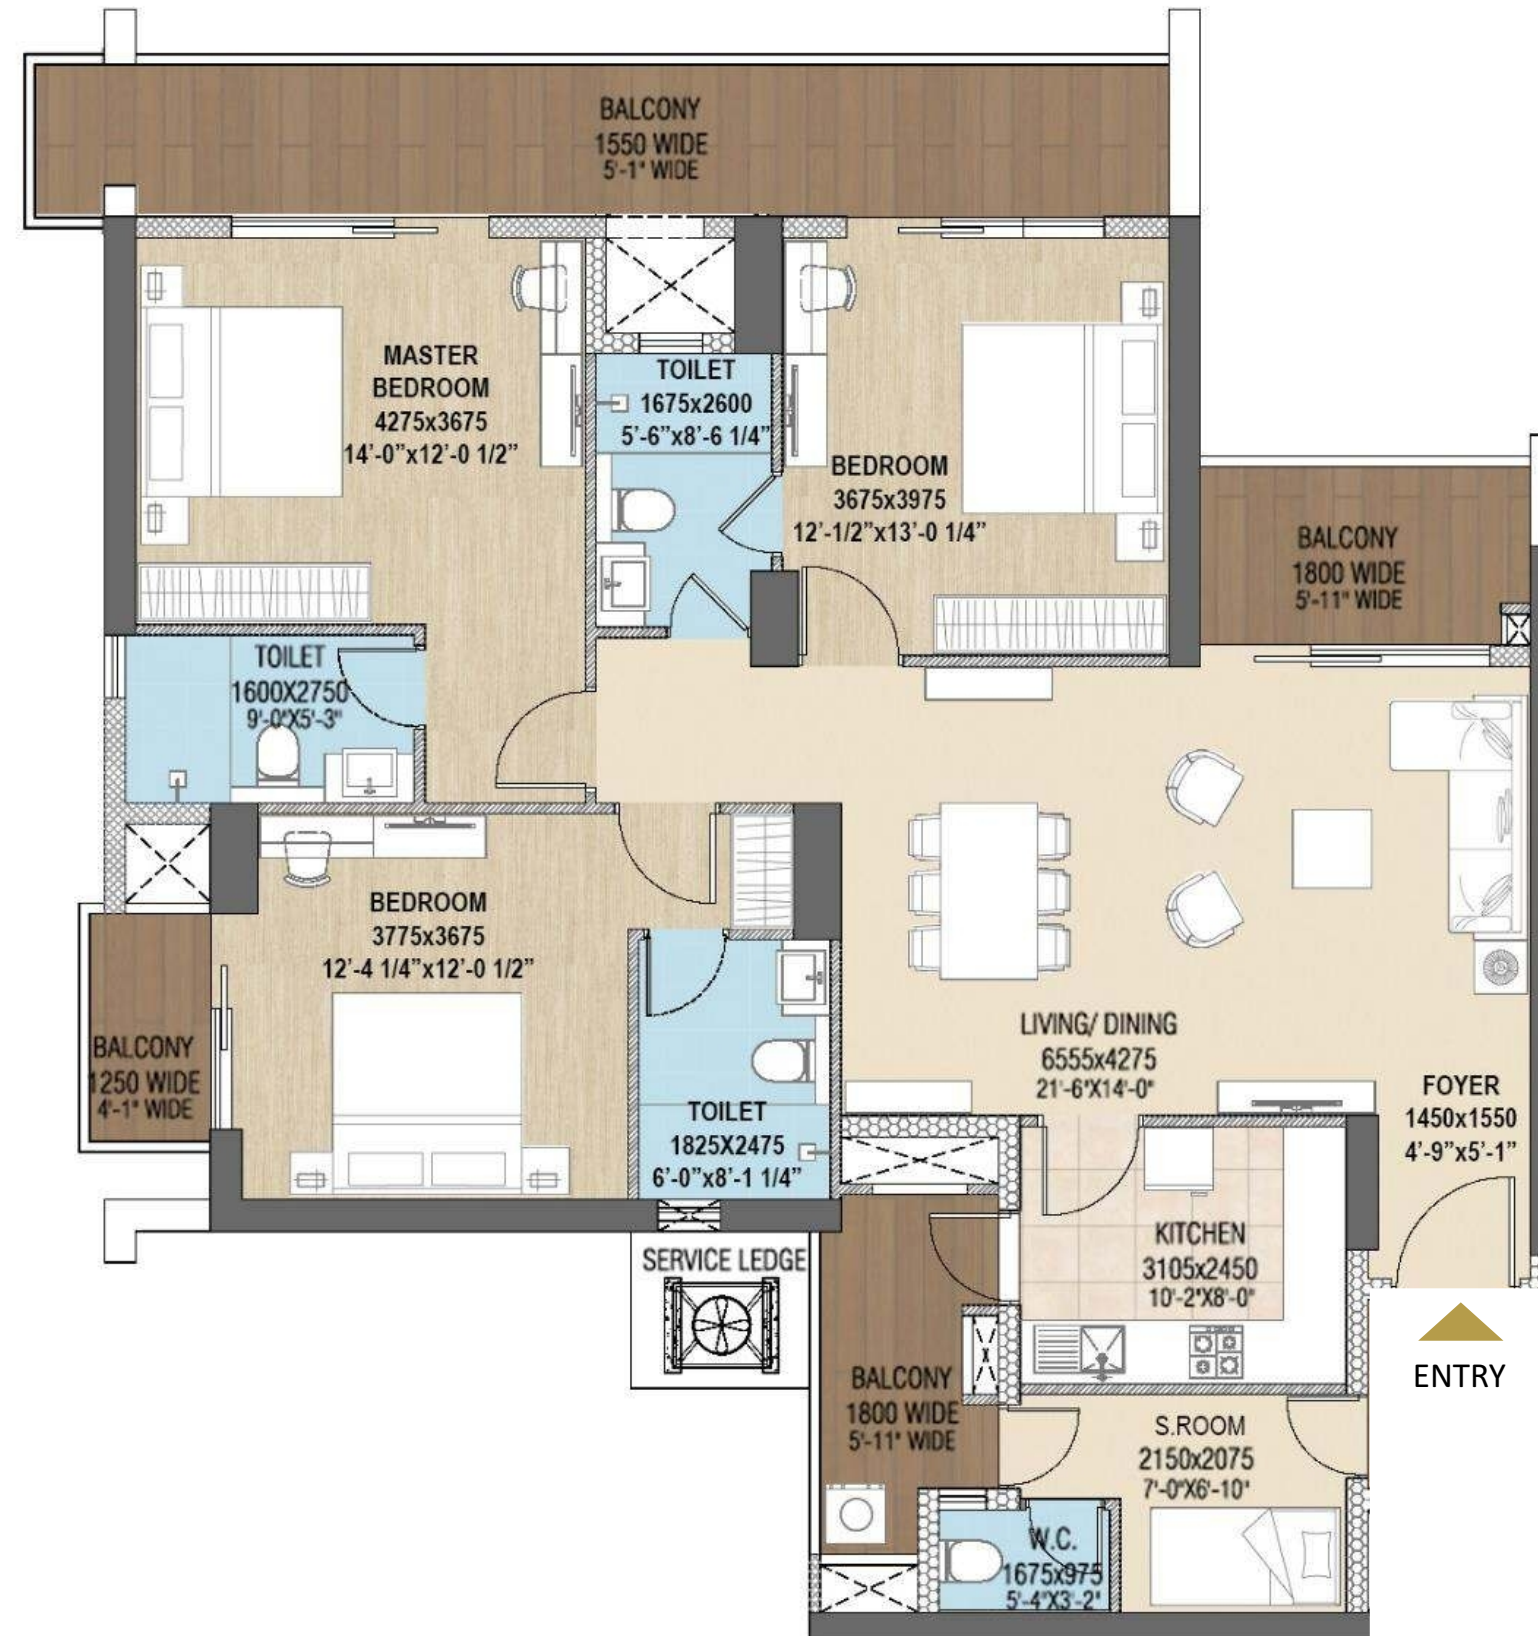 BALCONY
1550 WIDE
5'-1" WIDE
MASTER
BEDROOM
4275x3675
14'-0”x12'-0 1/2”
TOILET
1675x2600
5'-6”x8'-6 1/4”
BEDROOM
3675x3975
12'-1/2”x13'-0 1/4”
BALCONY
1800 WIDE
5'-11" WIDE
TOILET
1600X2750
9'-0"X5'-3"
BEDROOM
3775x3675
12'-4 1/4”x12'-0 1/2”
BALCONY
1250 WIDE
4'-1" WIDE
LIVING/ DINING
6555x4275
21'-6"X14'-0"
FOYER
1450x1550
4'-9”x5'-1”
TOILET
1825X2475
6'-0”x8'-1 1/4”
KITCHEN
3105x2450
10'-2"X8'-0"
SERVICE LEDGE
ENTRY
BALCONY
1800 WIDE
5'-11" WIDE
S.ROOM
2150x2075
7'-0"X6'-10"
W.C.
1675x975
5'-4"X3'-2"